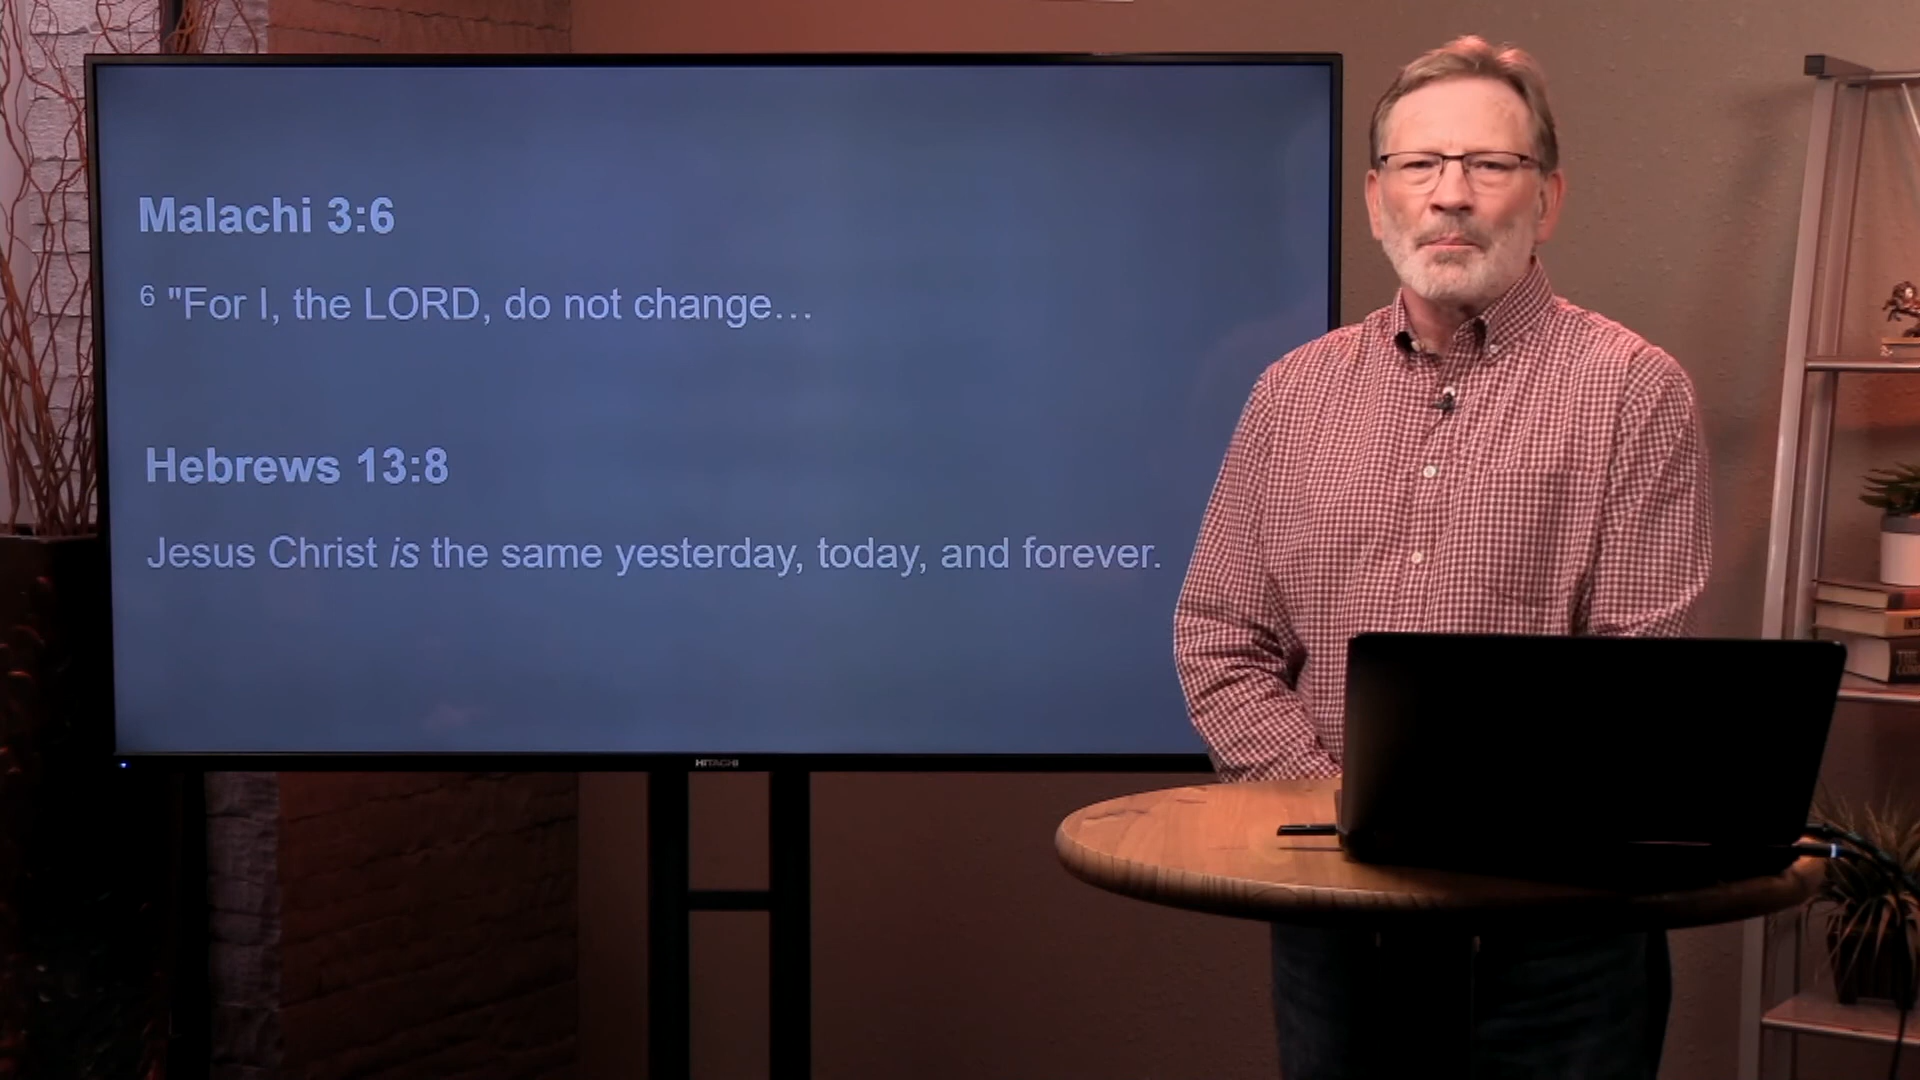 Malachi 3:6
6 "For I, the LORD, do not change…
Hebrews 13:8
Jesus Christ is the same yesterday, today, and forever.
HITACHI
THE